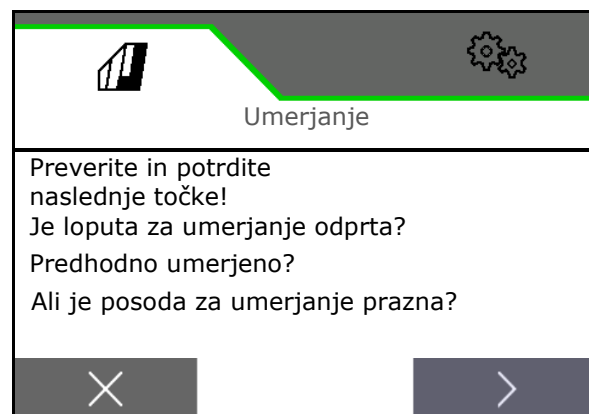 Umerjanje
Preverite in potrdite
naslednje točke!
Je loputa za umerjanje odprta?
Predhodno umerjeno?
Ali je posoda za umerjanje prazna?